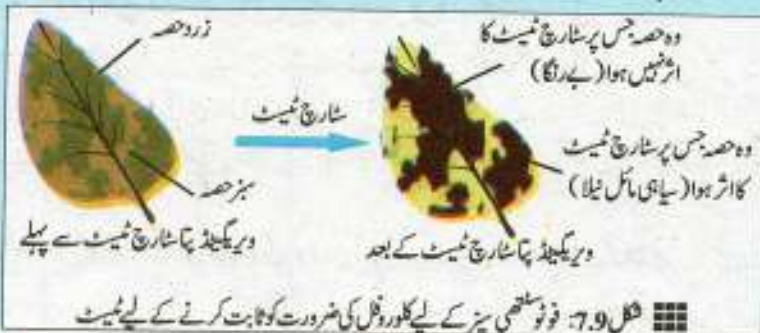 وہ حصہ جس پر سٹارچ ٹیسٹ کا
اثر نہیں ہوا (بے رنگا)
زرد حصہ
سٹارچ ٹیسٹ
وہ حصہ جس پر سٹارچ ٹیسٹ
کا اثر ہوا (سیاہی مائل نیلا)
سبز حصہ
ویریگیٹڈ پتا سٹارچ ٹیسٹ سے پہلے
ویریگیٹڈ پتا سٹارچ ٹیسٹ کے بعد
شکل 7.9: فوٹوسنتھی سیز کے لیے کلوروفل کی ضرورت کو ثابت کرنے کے لیے ٹیسٹ